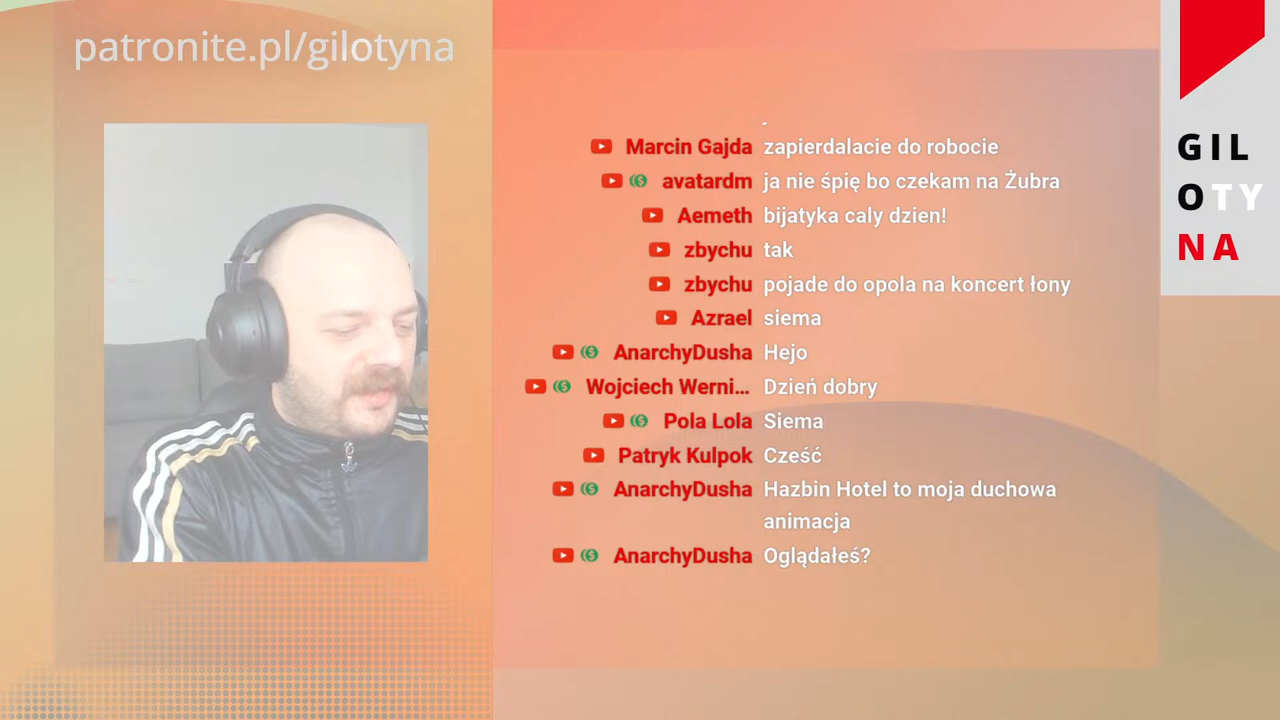 patronite.pl/gilotyna
Marcin Gajda zapierdalacie do robocie
avatardm ja nie śpię bo czekam na Żubra
Aemeth bijatyka caly dzien!
zbychu tak
zbychu pojade do opola na koncert łony
Azrael siema
AnarchyDusha Hejo
Wojciech Werni... Dzień dobry
Pola Lola Siema
Patryk Kulpok Cześć
AnarchyDusha Hazbin Hotel to moja duchowa
animacja
AnarchyDusha Oglądałeś?
GIL
OTY
NA